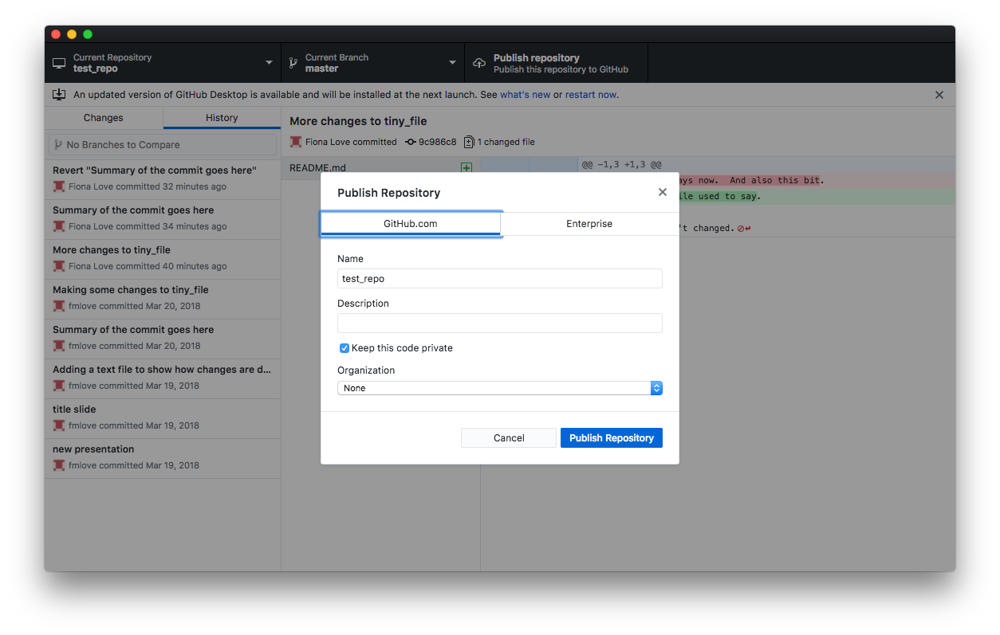 Current Repository
test_repo
Current Branch
master
Publish repository
Publish this repository to GitHub
An updated version of GitHub Desktop is available and will be installed at the next launch. See what's new or restart now.
Changes
History
No Branches to Compare
Revert "Summary of the commit goes here"
Fiona Love committed 32 minutes ago
Summary of the commit goes here
Fiona Love committed 34 minutes ago
More changes to tiny_file
Fiona Love committed 40 minutes ago
Making some changes to tiny_file
fmlove committed Mar 20, 2018
Summary of the commit goes here
fmlove committed Mar 20, 2018
Adding a text file to show how changes are d...
fmlove committed Mar 19, 2018
title slide
fmlove committed Mar 19, 2018
new presentation
fmlove committed Mar 19, 2018
More changes to tiny_file
Fiona Love committed 9c986c8 1 changed file
README.md
@@ -1,3 +1,3 @@
ays now.  And also this bit.
ile used to say.
't changed.
Publish Repository
GitHub.com
Enterprise
Name
test_repo
Description
Keep this code private
Organization
None
Cancel
Publish Repository